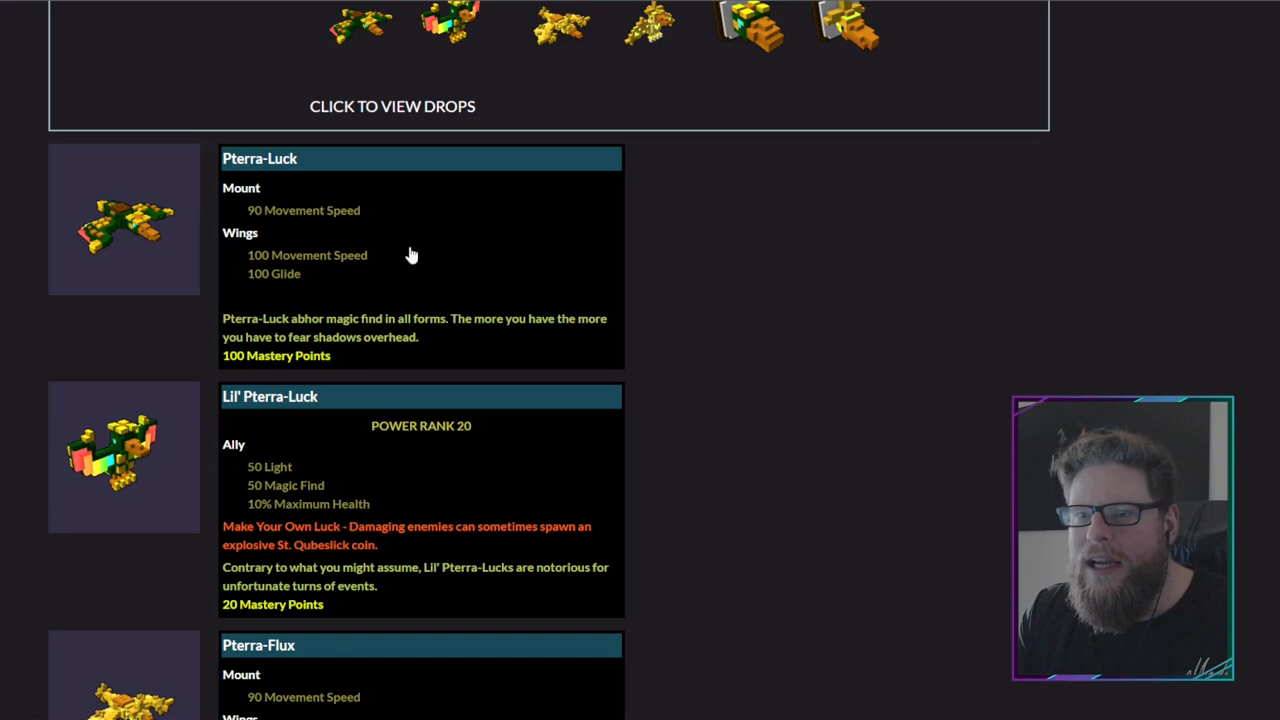 CLICK TO VIEW DROPS
Pterra-Luck
Mount
90 Movement Speed
Wings
100 Movement Speed
100 Glide
Pterra-Luck abhor magic find in all forms. The more you have the more
you have to fear shadows overhead.
100 Mastery Points
Lil' Pterra-Luck
POWER RANK 20
Ally
50 Light
50 Magic Find
10% Maximum Health
Make Your Own Luck - Damaging enemies can sometimes spawn an
explosive St. Qubeslick coin.
Contrary to what you might assume, Lil' Pterra-Lucks are notorious for
unfortunate turns of events.
20 Mastery Points
Pterra-Flux
Mount
90 Movement Speed
Wings